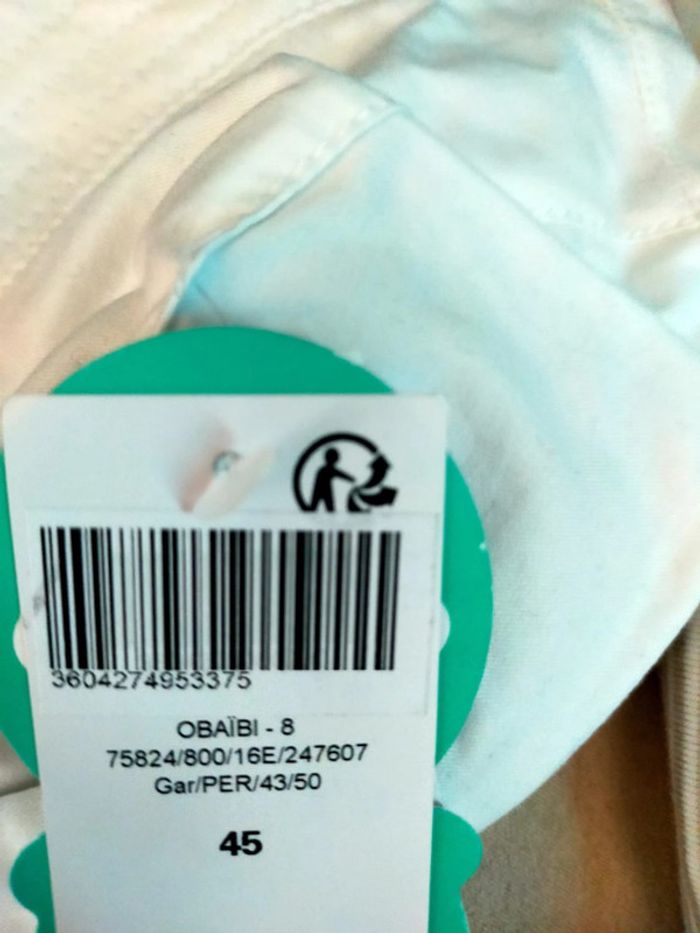 3604274953375
OBAÏBI - 8
75824/800/16E/247607
Gar/PER/43/50
45